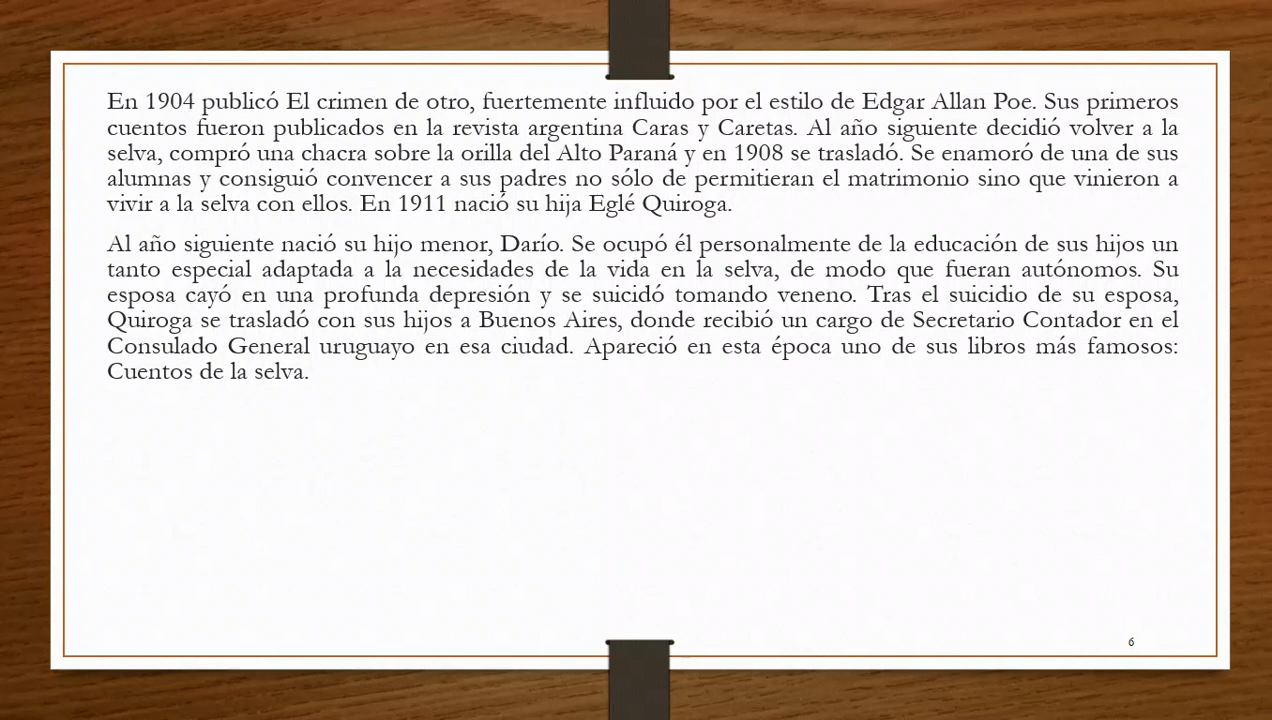 En 1904 publicó El crimen de otro, fuertemente influido por el estilo de Edgar Allan Poe. Sus primeros
cuentos fueron publicados en la revista argentina Caras y Caretas. Al año siguiente decidió volver a la
selva, compró una chacra sobre la orilla del Alto Paraná y en 1908 se trasladó. Se enamoró de una de sus
alumnas y consiguió convencer a sus padres no sólo de permitieran el matrimonio sino que vinieron a
vivir a la selva con ellos. En 1911 nació su hija Eglé Quiroga.
Al año siguiente nació su hijo menor, Darío. Se ocupó él personalmente de la educación de sus hijos un
tanto especial adaptada a la necesidades de la vida en la selva, de modo que fueran autónomos. Su
esposa cayó en una profunda depresión y se suicidó tomando veneno. Tras el suicidio de su esposa,
Quiroga se trasladó con sus hijos a Buenos Aires, donde recibió un cargo de Secretario Contador en el
Consulado General uruguayo en esa ciudad. Apareció en esta época uno de sus libros más famosos:
Cuentos de la selva.
6